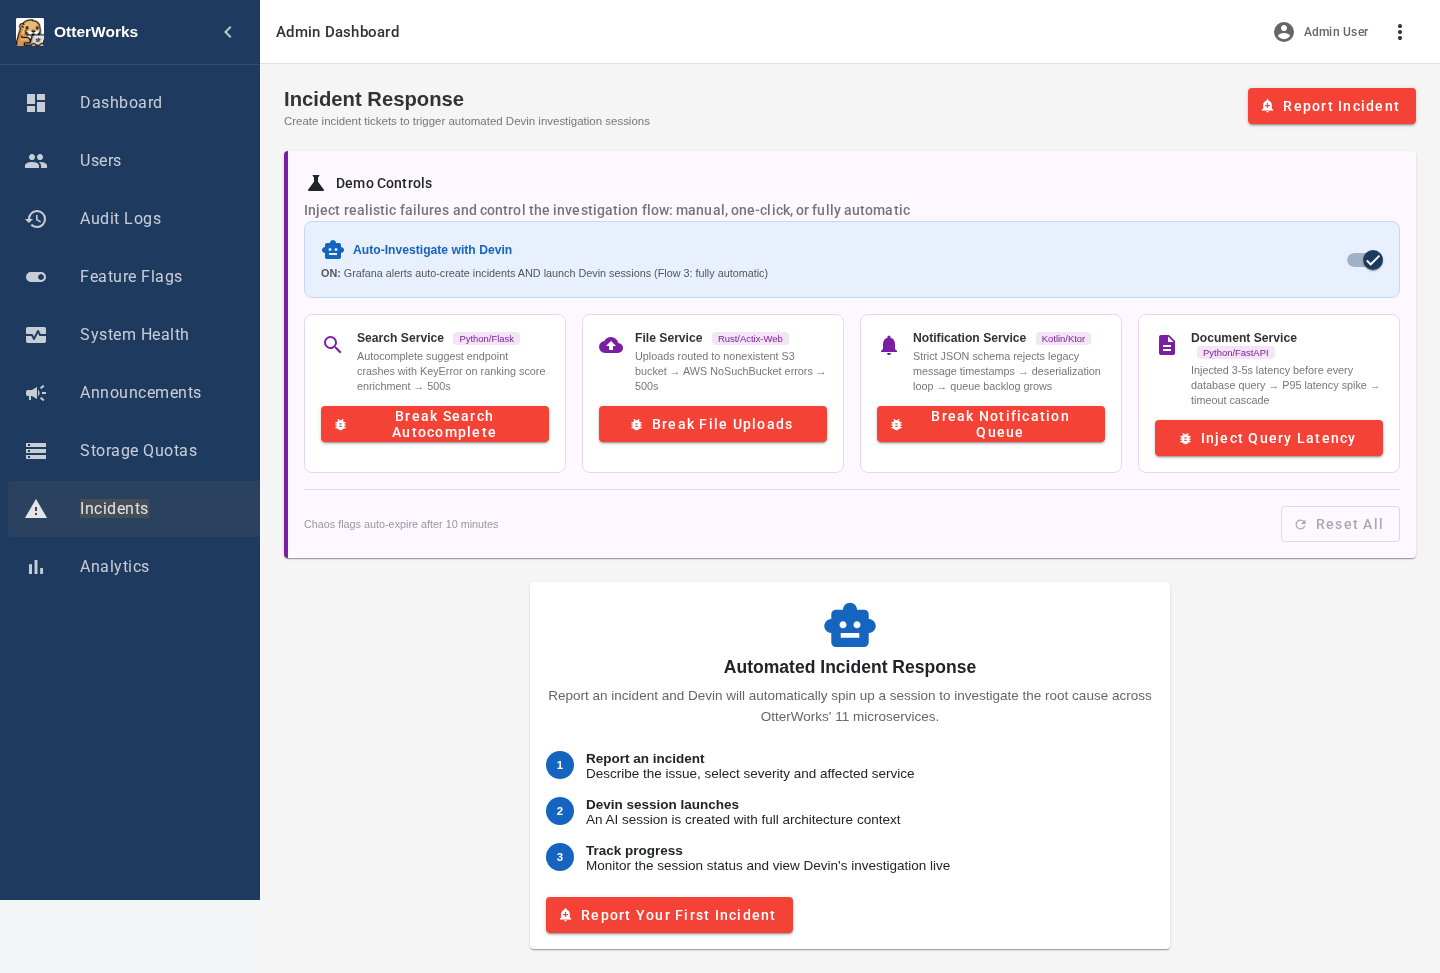 OtterWorks
Admin Dashboard
Admin User
Dashboard
Users
Audit Logs
Feature Flags
System Health
Announcements
Storage Quotas
Incidents
Analytics
Incident Response
Create incident tickets to trigger automated Devin investigation sessions
Report Incident
Demo Controls
Inject realistic failures and control the investigation flow: manual, one-click, or fully automatic
Auto-Investigate with Devin
ON: Grafana alerts auto-create incidents AND launch Devin sessions (Flow 3: fully automatic)
Search Service Python/Flask
Autocomplete suggest endpoint
crashes with KeyError on ranking score
enrichment → 500s
Break Search
Autocomplete
File Service Rust/Actix-Web
Uploads routed to nonexistent S3
bucket → AWS NoSuchBucket errors →
500s
Break File Uploads
Notification Service Kotlin/Ktor
Strict JSON schema rejects legacy
message timestamps → deserialization
loop → queue backlog grows
Break Notification
Queue
Document Service
Python/FastAPI
Injected 3-5s latency before every
database query → P95 latency spike →
timeout cascade
Inject Query Latency
Chaos flags auto-expire after 10 minutes
Reset All
Automated Incident Response
Report an incident and Devin will automatically spin up a session to investigate the root cause across
OtterWorks' 11 microservices.
1
Report an incident
Describe the issue, select severity and affected service
2
Devin session launches
An AI session is created with full architecture context
3
Track progress
Monitor the session status and view Devin's investigation live
Report Your First Incident